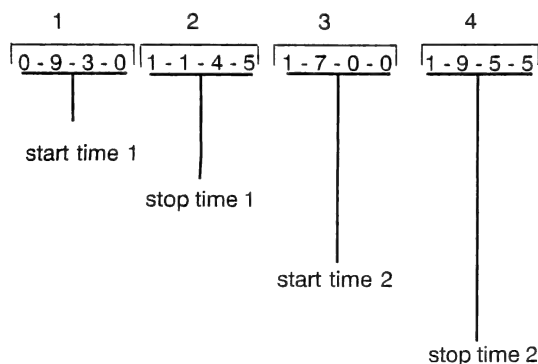 1 2 3 4
0-9-3-0 1-1-4-5 1-7-0-0 1-9-5-5
start time 1
stop time 1
start time 2
stop time 2